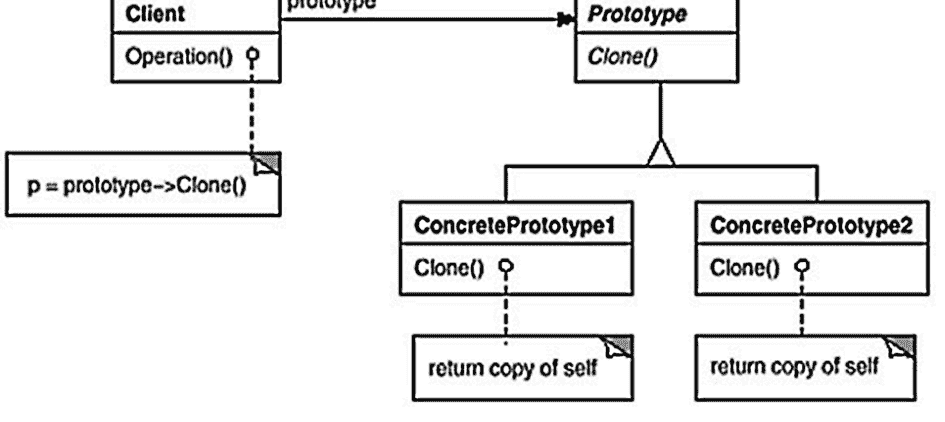 prototype
Client
Prototype
Operation()
Clone()
p = prototype->Clone()
ConcretePrototype1
ConcretePrototype2
Clone()
Clone()
return copy of self
return copy of self